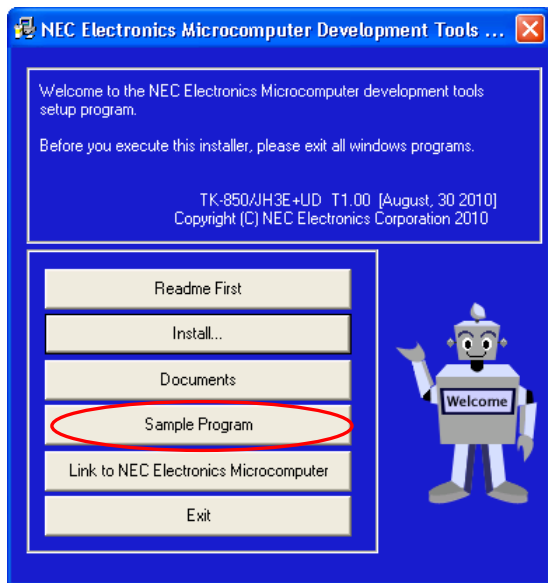 NEC Electronics Microcomputer Development Tools ...
Welcome to the NEC Electronics Microcomputer development tools
setup program.
Before you execute this installer, please exit all windows programs.
TK-850/JH3E+UD T1.00 [August, 30 2010]
Copyright (C) NEC Electronics Corporation 2010
Readme First
Install...
Documents
Sample Program
Link to NEC Electronics Microcomputer
Exit
Welcome